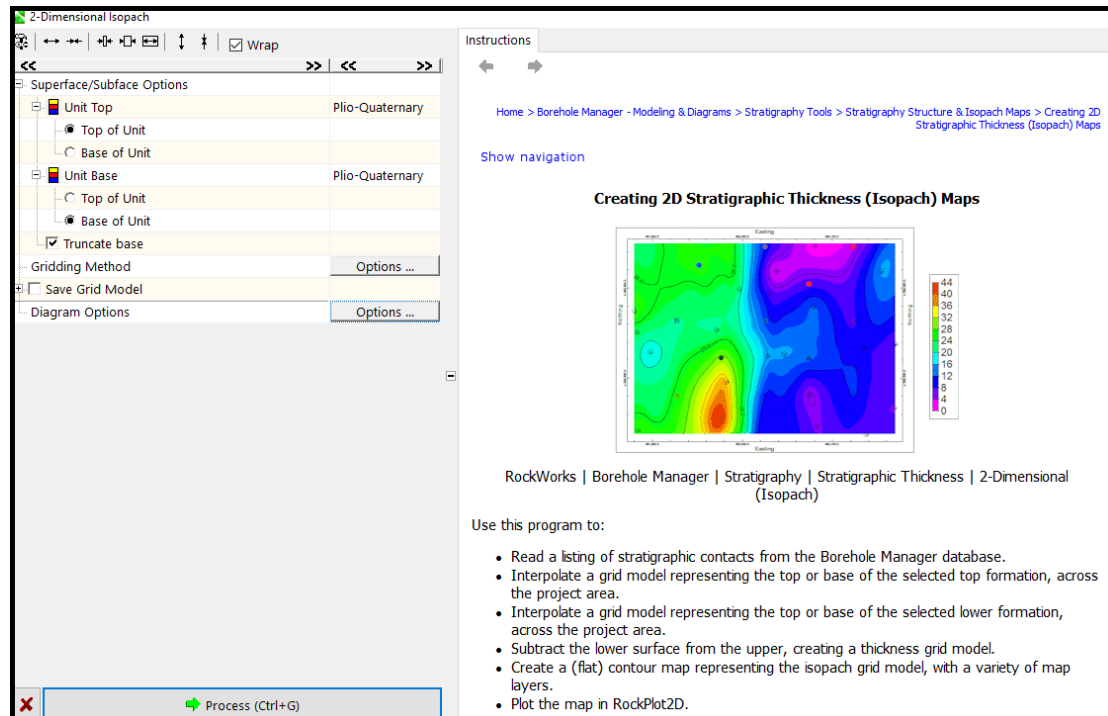 2-Dimensional Isopach
Wrap
<< >> << >>
Superface/Subface Options
Unit Top Plio-Quaternary
Top of Unit
Base of Unit
Unit Base Plio-Quaternary
Top of Unit
Base of Unit
Truncate base
Gridding Method Options ...
Save Grid Model
Diagram Options Options ...
Process (Ctrl+G)
Instructions
Home > Borehole Manager - Modeling & Diagrams > Stratigraphy Tools > Stratigraphy Structure & Isopach Maps > Creating 2D
Stratigraphic Thickness (Isopach) Maps
Show navigation
Creating 2D Stratigraphic Thickness (Isopach) Maps
Easting
Northing
Northing
Easting
44
40
36
32
28
24
20
16
12
8
4
0
RockWorks | Borehole Manager | Stratigraphy | Stratigraphic Thickness | 2-Dimensional
(Isopach)
Use this program to:
• Read a listing of stratigraphic contacts from the Borehole Manager database.
• Interpolate a grid model representing the top or base of the selected top formation, across
the project area.
• Interpolate a grid model representing the top or base of the selected lower formation,
across the project area.
• Subtract the lower surface from the upper, creating a thickness grid model.
• Create a (flat) contour map representing the isopach grid model, with a variety of map
layers.
• Plot the map in RockPlot2D.